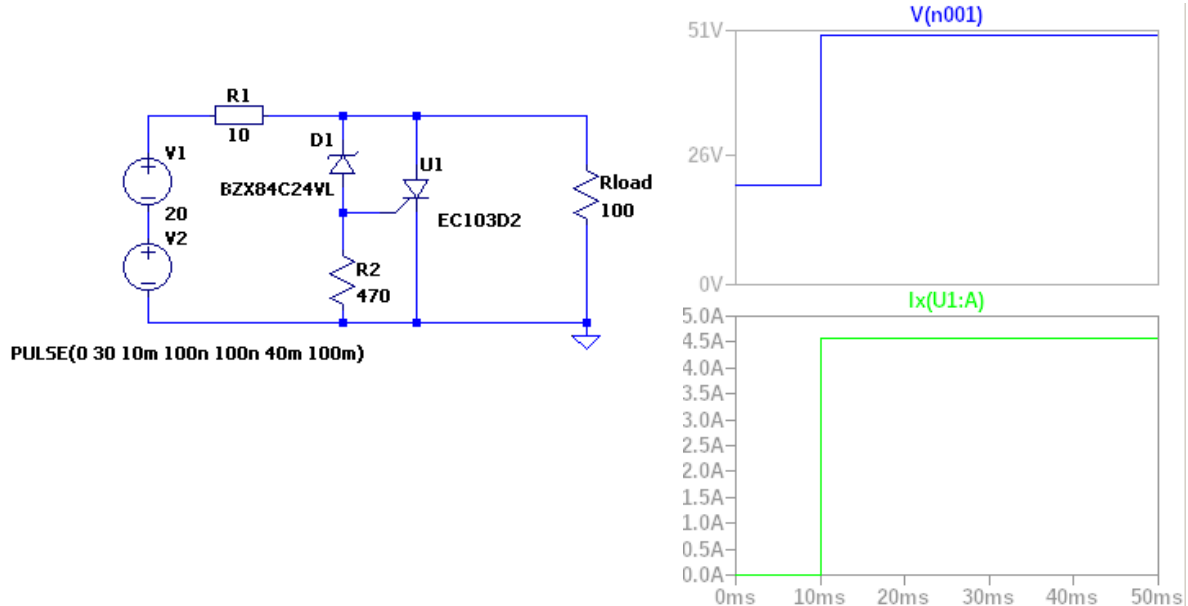 R1
10
V1
20
V2
D1
BZX84C24VL
U1
EC103D2
Rload
100
R2
470
PULSE(0 30 10m 100n 100n 40m 100m)
V(n001)
51V
26V
0V
Ix(U1:A)
5.0A
4.5A
4.0A
3.5A
3.0A
2.5A
2.0A
1.5A
1.0A
0.5A
0.0A
0ms 10ms 20ms 30ms 40ms 50ms